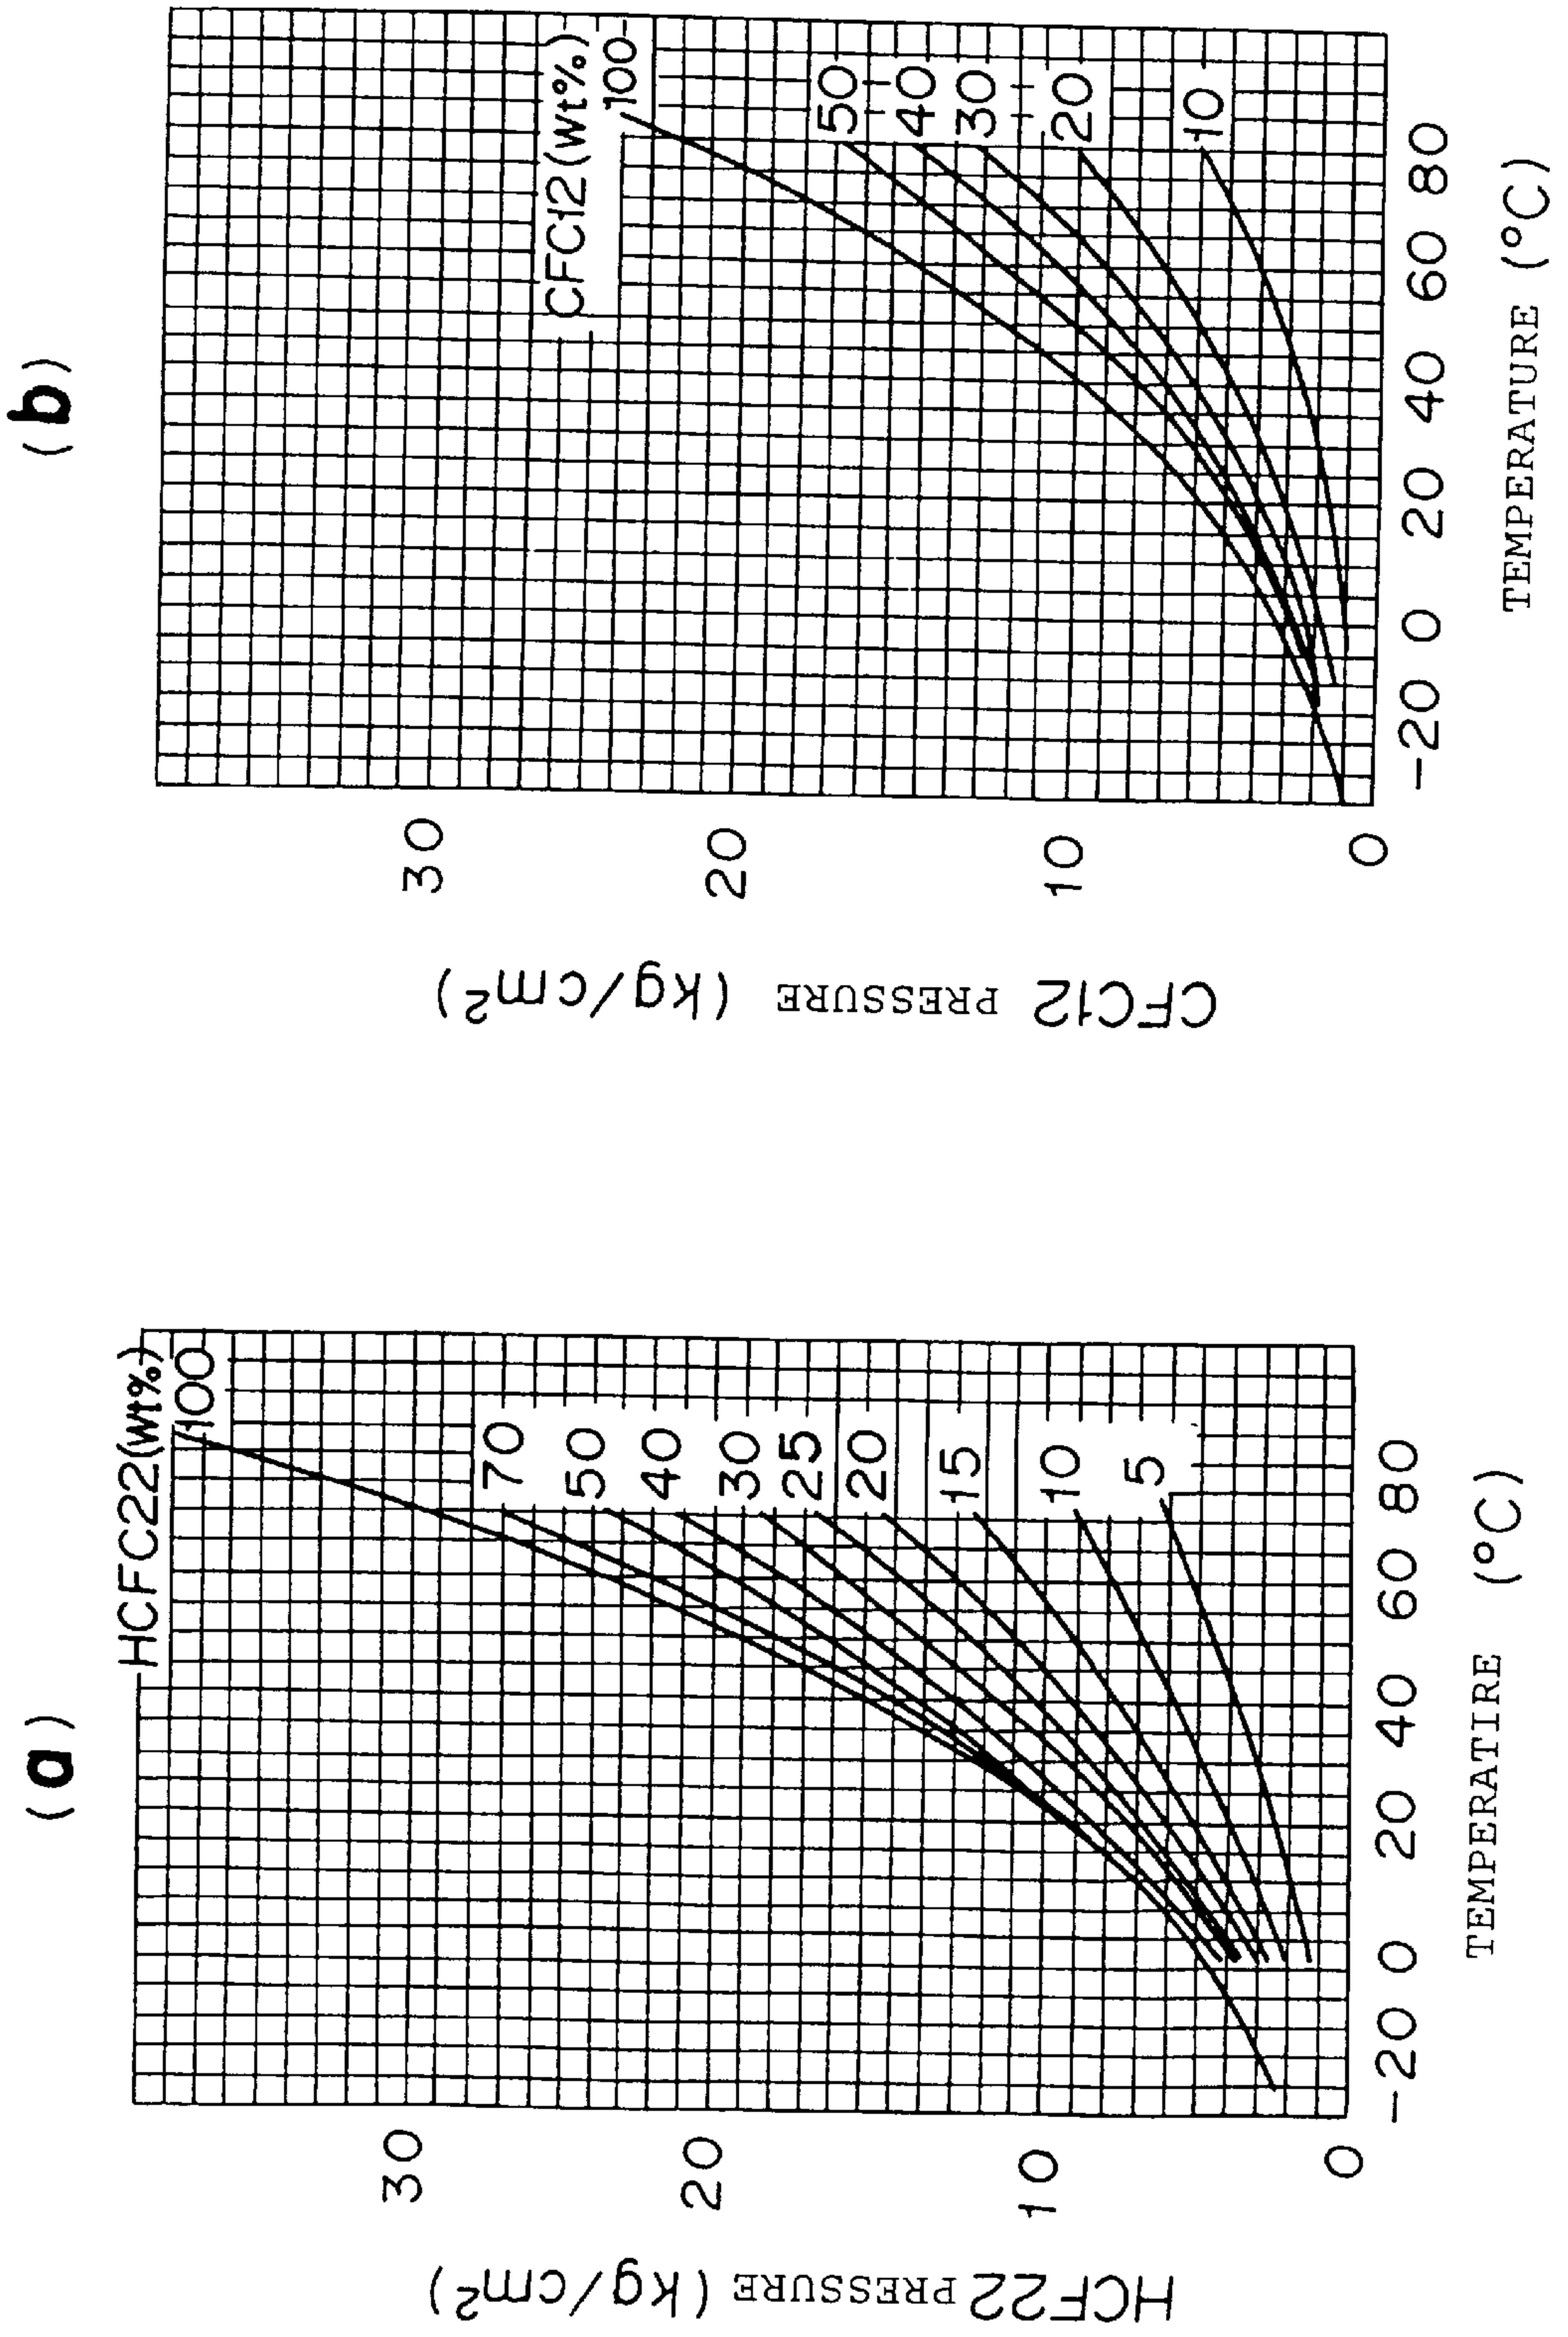 (a)
HCFC22(wt%)
100
70
50
40
30
25
20
15
10
5
30
20
10
0
HCF22 PRESSURE (kg/cm²)
-20 0 20 40 60 80
TEMPERATIRE (°C)
(b)
CFC12(wt%)
100
50
40
30
20
10
30
20
10
0
CFC12 PRESSURE (kg/cm²)
-20 0 20 40 60 80
TEMPERATURE (°C)